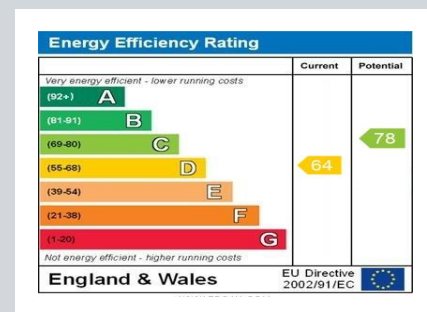 Energy Efficiency Rating
Current Potential
Very energy efficient - lower running costs
(92+) A
(81-91) B
(69-80) C 78
(55-68) D 64
(39-54) E
(21-38) F
(1-20) G
Not energy efficient - higher running costs
England & Wales EU Directive
2002/91/EC